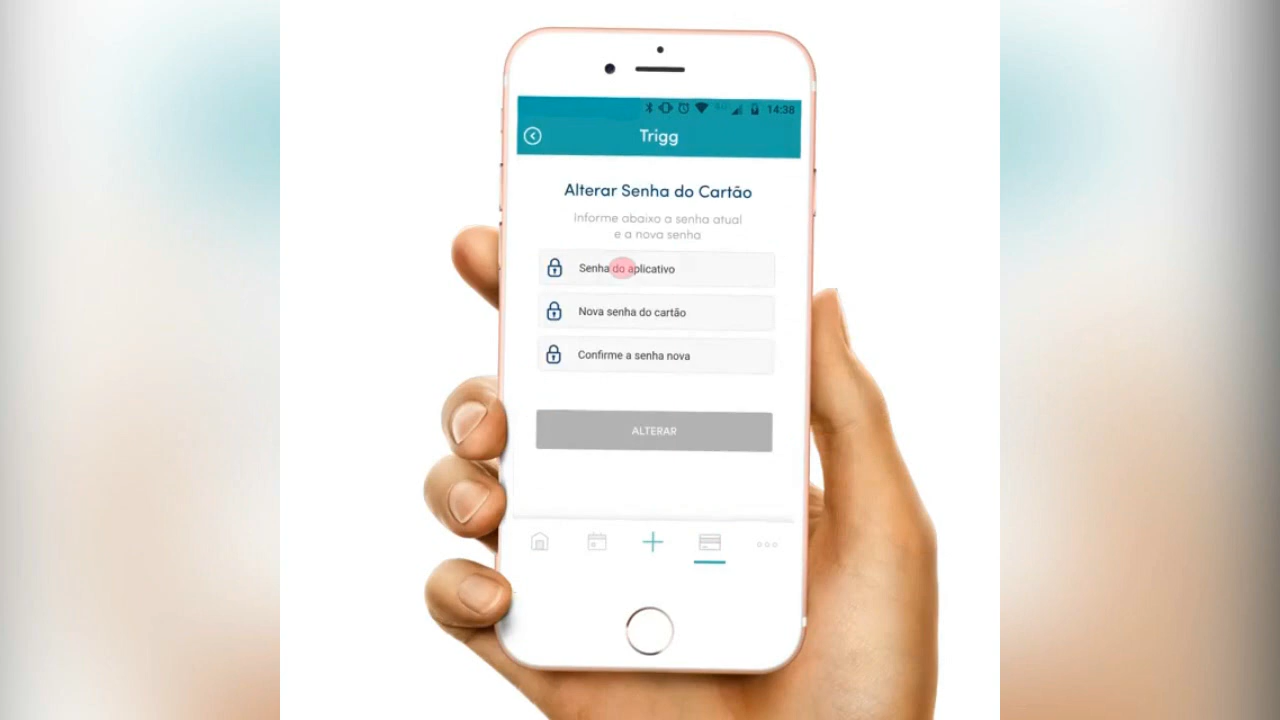 14:38
Trigg
Alterar Senha do Cartão
Informe abaixo a senha atual
e a nova senha
Senha do aplicativo
Nova senha do cartão
Confirme a senha nova
ALTERAR